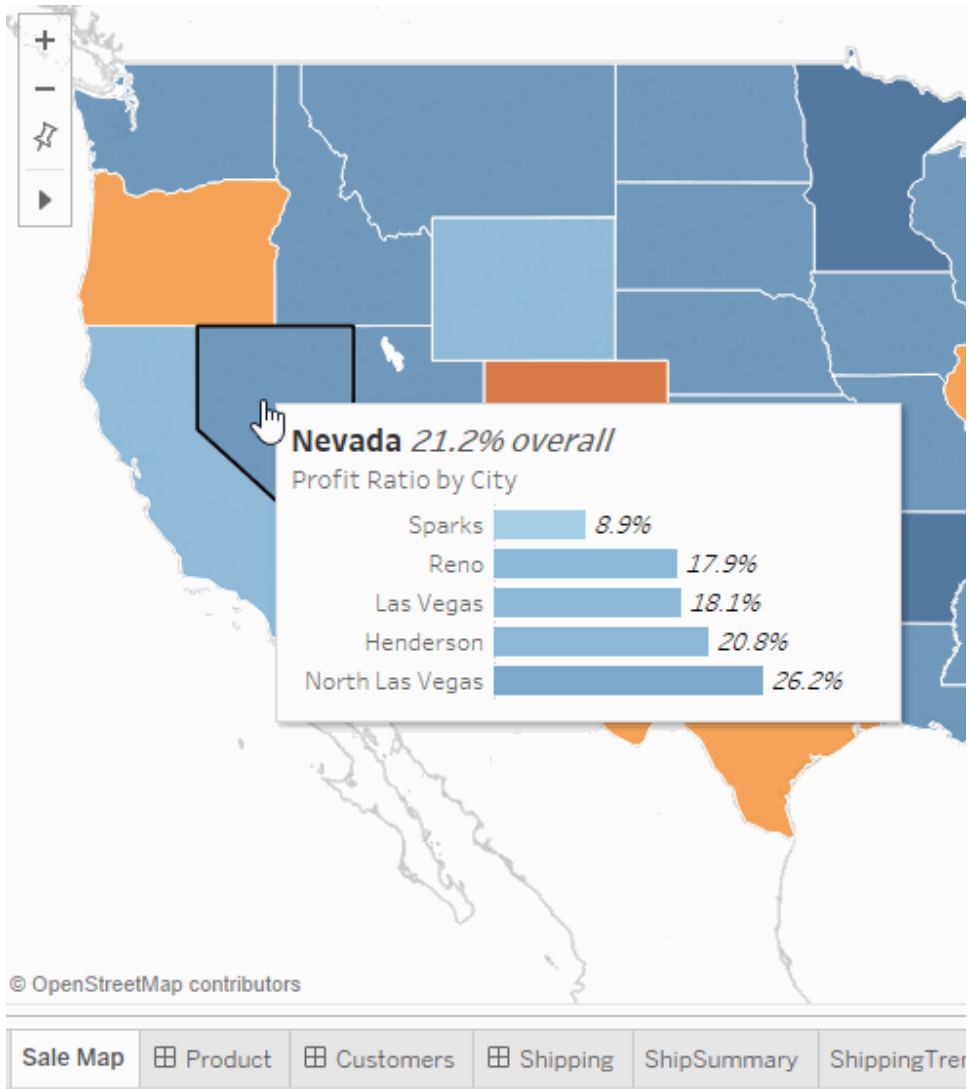 Nevada 21.2% overall
Profit Ratio by City
Sparks 8.9%
Reno 17.9%
Las Vegas 18.1%
Henderson 20.8%
North Las Vegas 26.2%
© OpenStreetMap contributors
Sale Map Product Customers Shipping ShipSummary